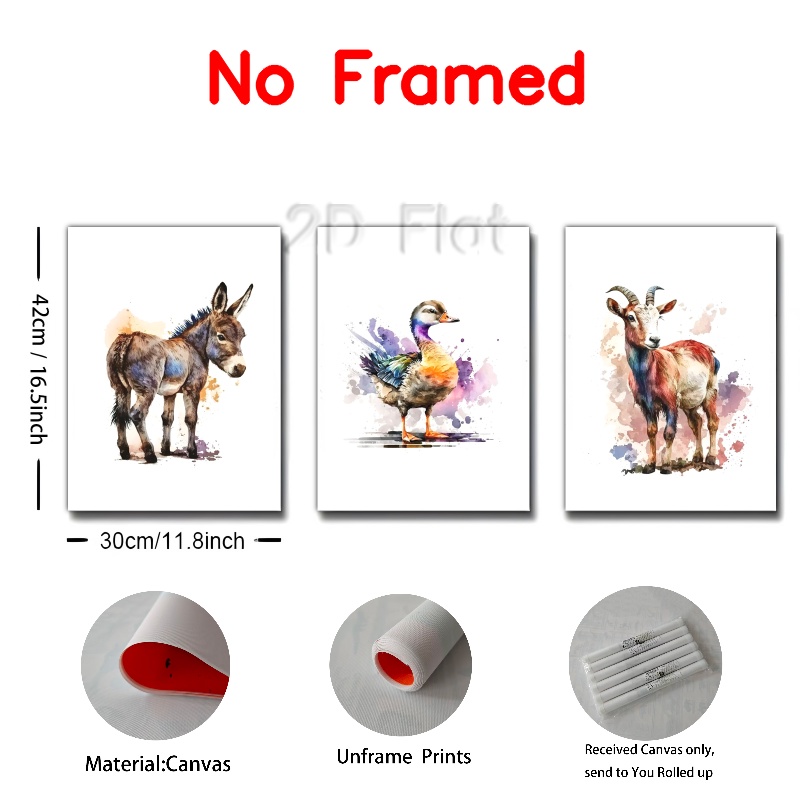 No Framed
2D Flat
42cm / 16.5inch
30cm/11.8inch
Material:Canvas
Unframe Prints
Received Canvas only,
send to You Rolled up